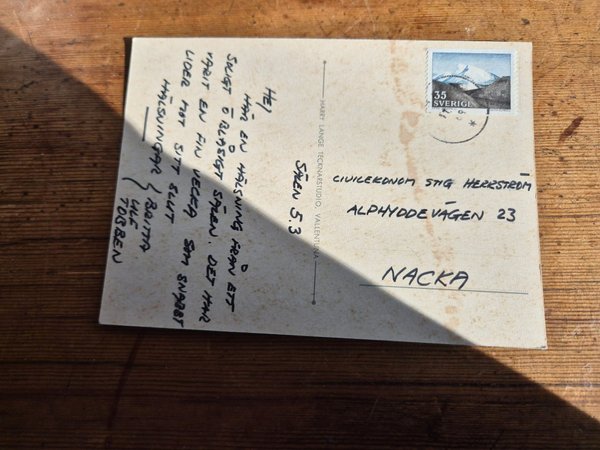 SÄLEN 5.3
HEJ
HÄR EN HÄLSNING FRÅN ETT
SOLIGT O BLÅSIGT SÄLEN. DET HAR
VARIT EN FIN VECKA SOM SNABBT
LIDER MOT SITT SLUT
HÄLSNINGAR
BRITTA
ULF
TOBBEN
HARRY LANGE TECKNARSTUDIO, VALLENTUNA
35
SVERIGE
CIVILEKONOM STIG HERRSTRÖM
ALPHYDDEVÄGEN 23
NACKA